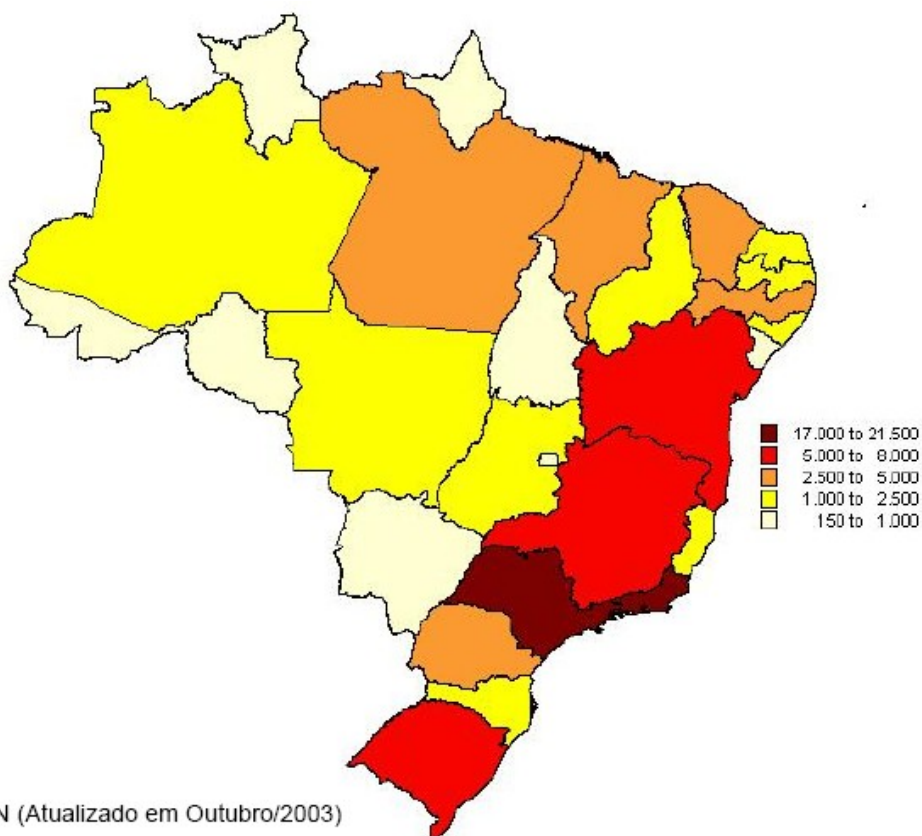 17.000 to 21.500
5.000 to 8.000
2.500 to 5.000
1.000 to 2.500
150 to 1.000
N (Atualizado em Outubro/2003)